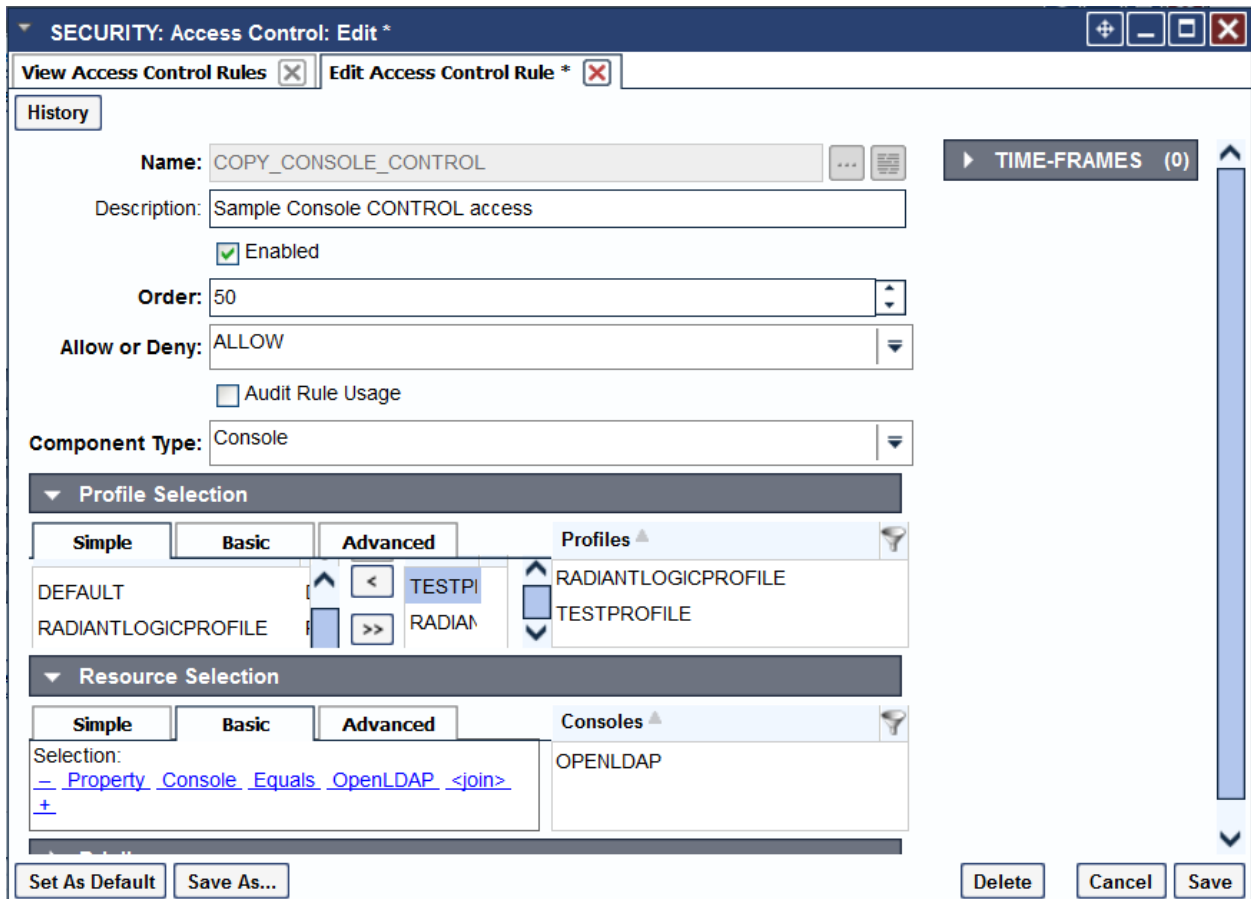 SECURITY: Access Control: Edit *
View Access Control Rules
Edit Access Control Rule *
History
Name: COPY_CONSOLE_CONTROL ...
TIME-FRAMES (0)
Description: Sample Console CONTROL access
Enabled
Order: 50
Allow or Deny: ALLOW
Audit Rule Usage
Component Type: Console
Profile Selection
Simple Basic Advanced
Profiles
DEFAULT
RADIANTLOGICPROFILE
<
>>
TESTP
RADIAN
RADIANTLOGICPROFILE
TESTPROFILE
Resource Selection
Simple Basic Advanced
Consoles
Selection:
– Property Console Equals OpenLDAP <join>
+
OPENLDAP
Set As Default Save As... Delete Cancel Save